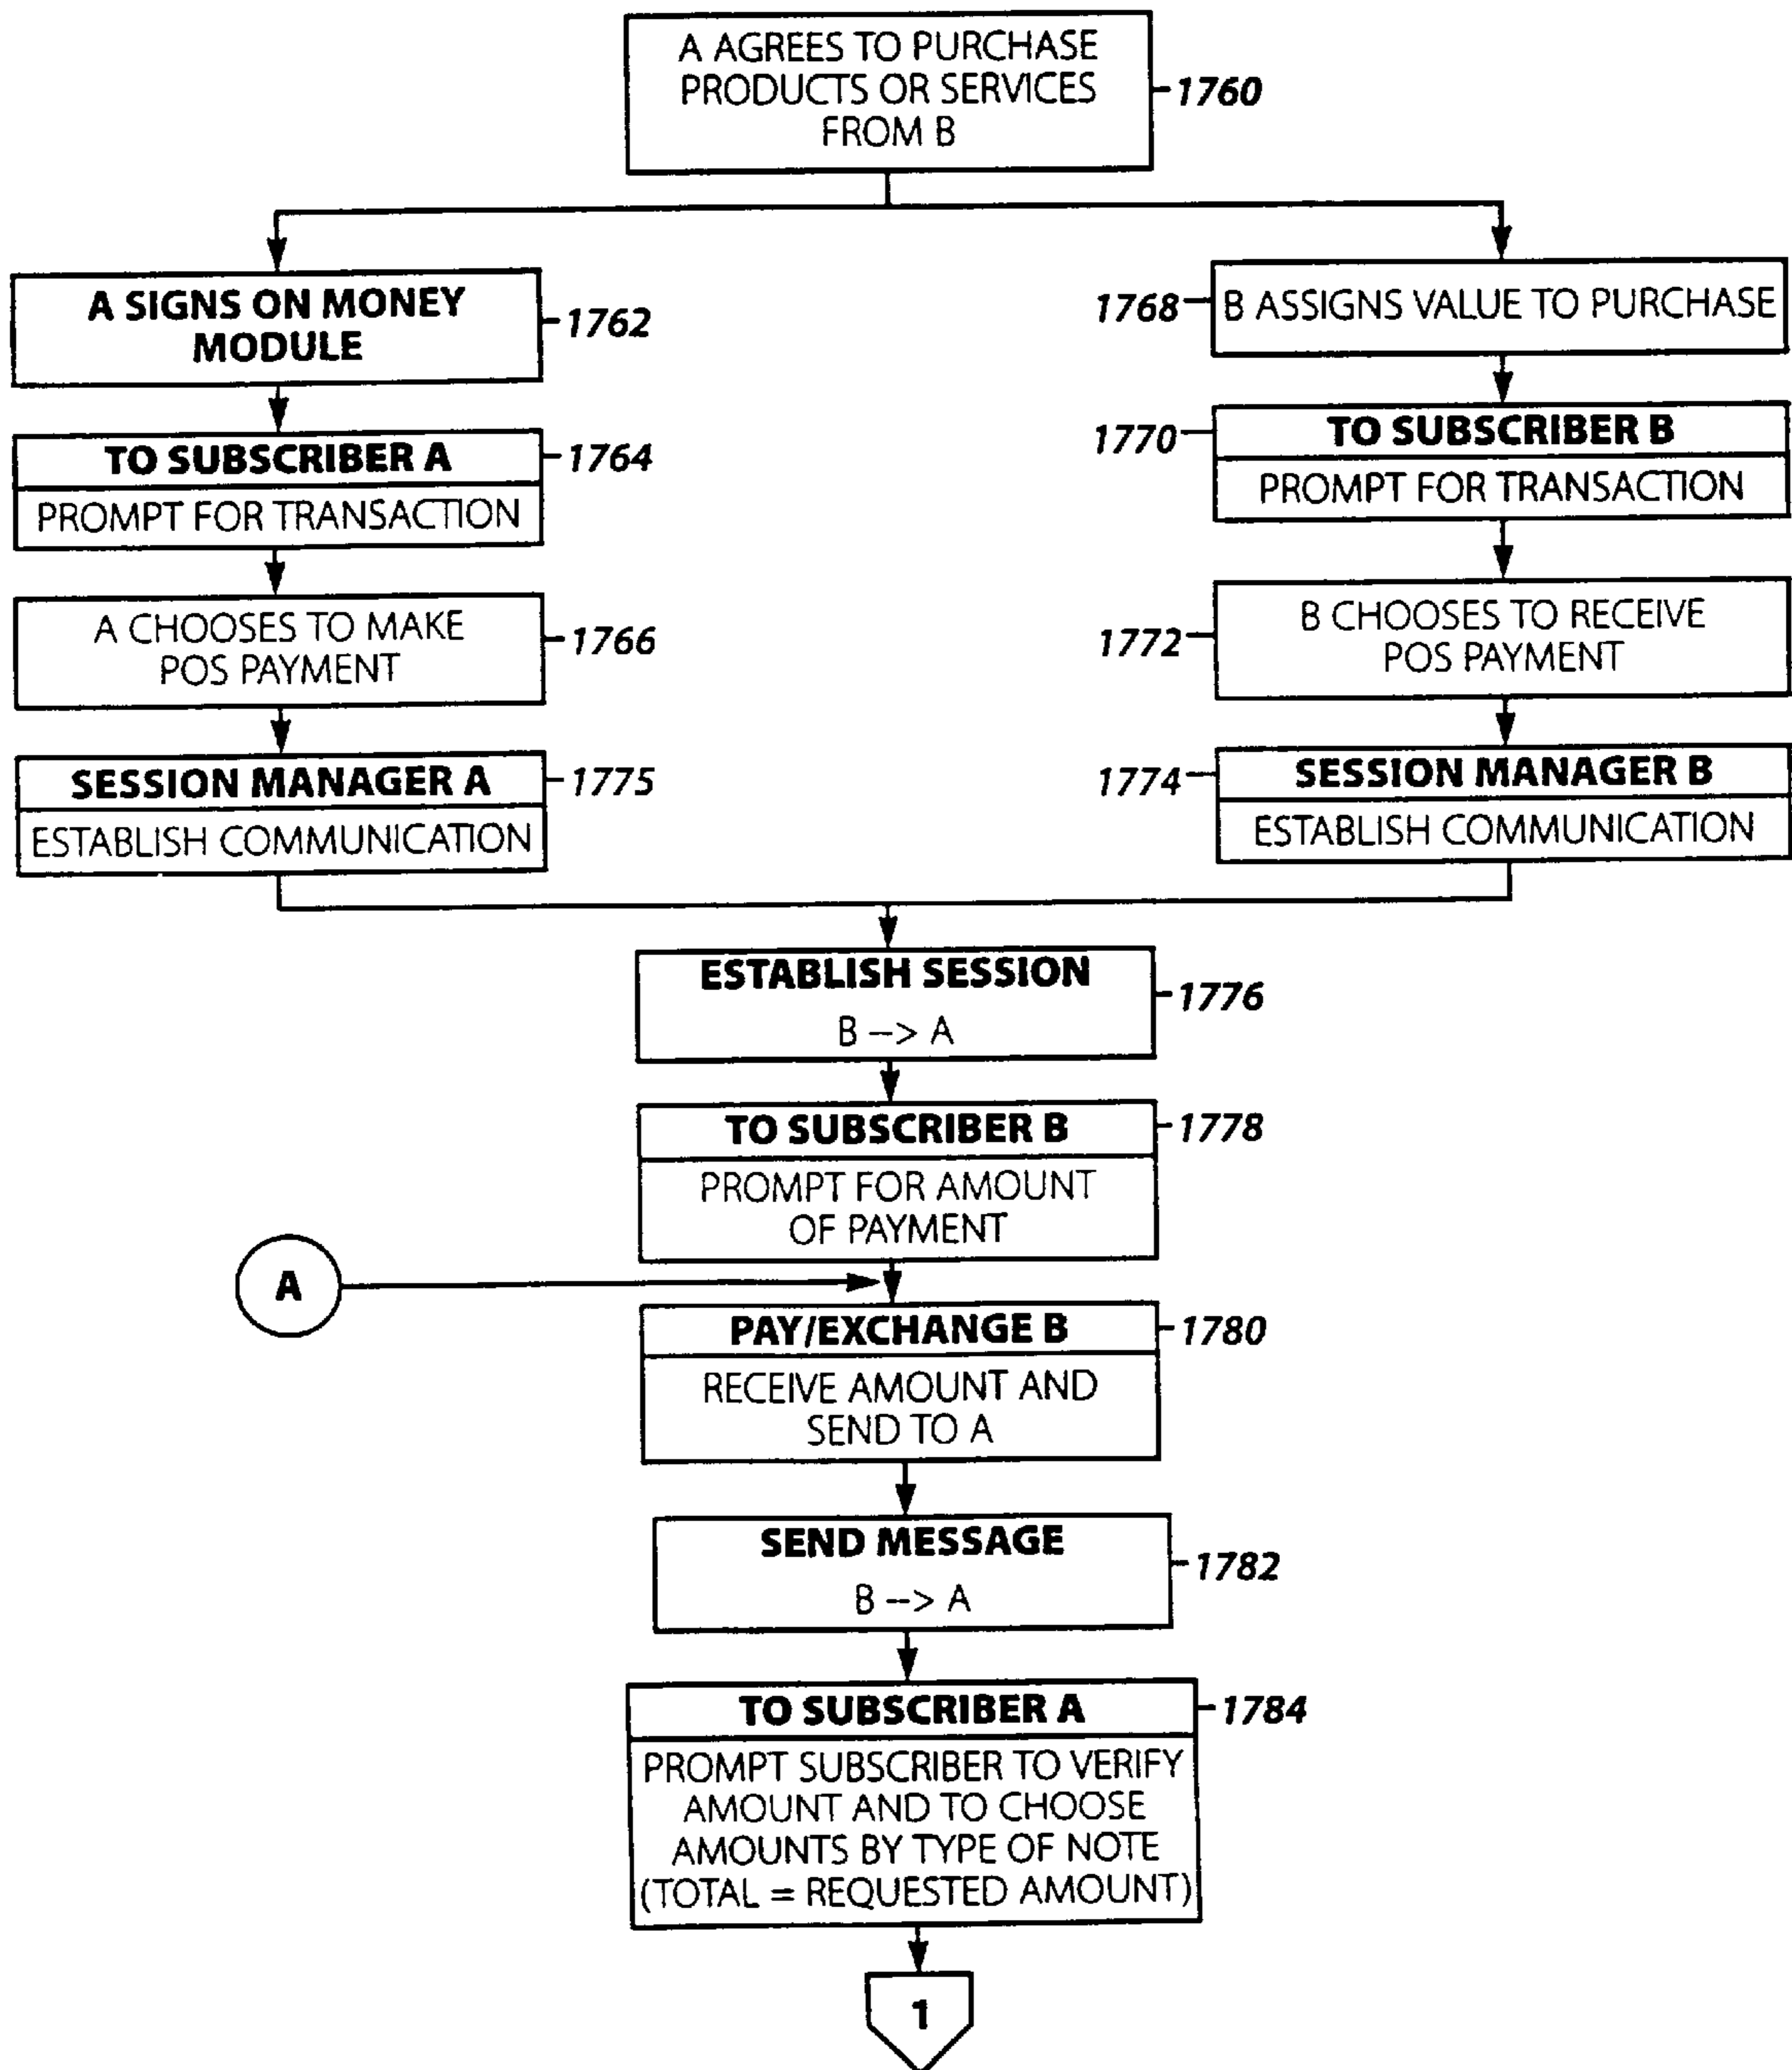 A AGREES TO PURCHASE
PRODUCTS OR SERVICES
FROM B
1760
A SIGNS ON MONEY
MODULE
1762
TO SUBSCRIBER A
1764
PROMPT FOR TRANSACTION
A CHOOSES TO MAKE
POS PAYMENT
1766
SESSION MANAGER A
1775
ESTABLISH COMMUNICATION
1768
B ASSIGNS VALUE TO PURCHASE
1770
TO SUBSCRIBER B
PROMPT FOR TRANSACTION
1772
B CHOOSES TO RECEIVE
POS PAYMENT
1774
SESSION MANAGER B
ESTABLISH COMMUNICATION
ESTABLISH SESSION
B --> A
1776
TO SUBSCRIBER B
1778
PROMPT FOR AMOUNT
OF PAYMENT
A
PAY/EXCHANGE B
1780
RECEIVE AMOUNT AND
SEND TO A
SEND MESSAGE
B --> A
1782
TO SUBSCRIBER A
1784
PROMPT SUBSCRIBER TO VERIFY
AMOUNT AND TO CHOOSE
AMOUNTS BY TYPE OF NOTE
(TOTAL = REQUESTED AMOUNT)
1